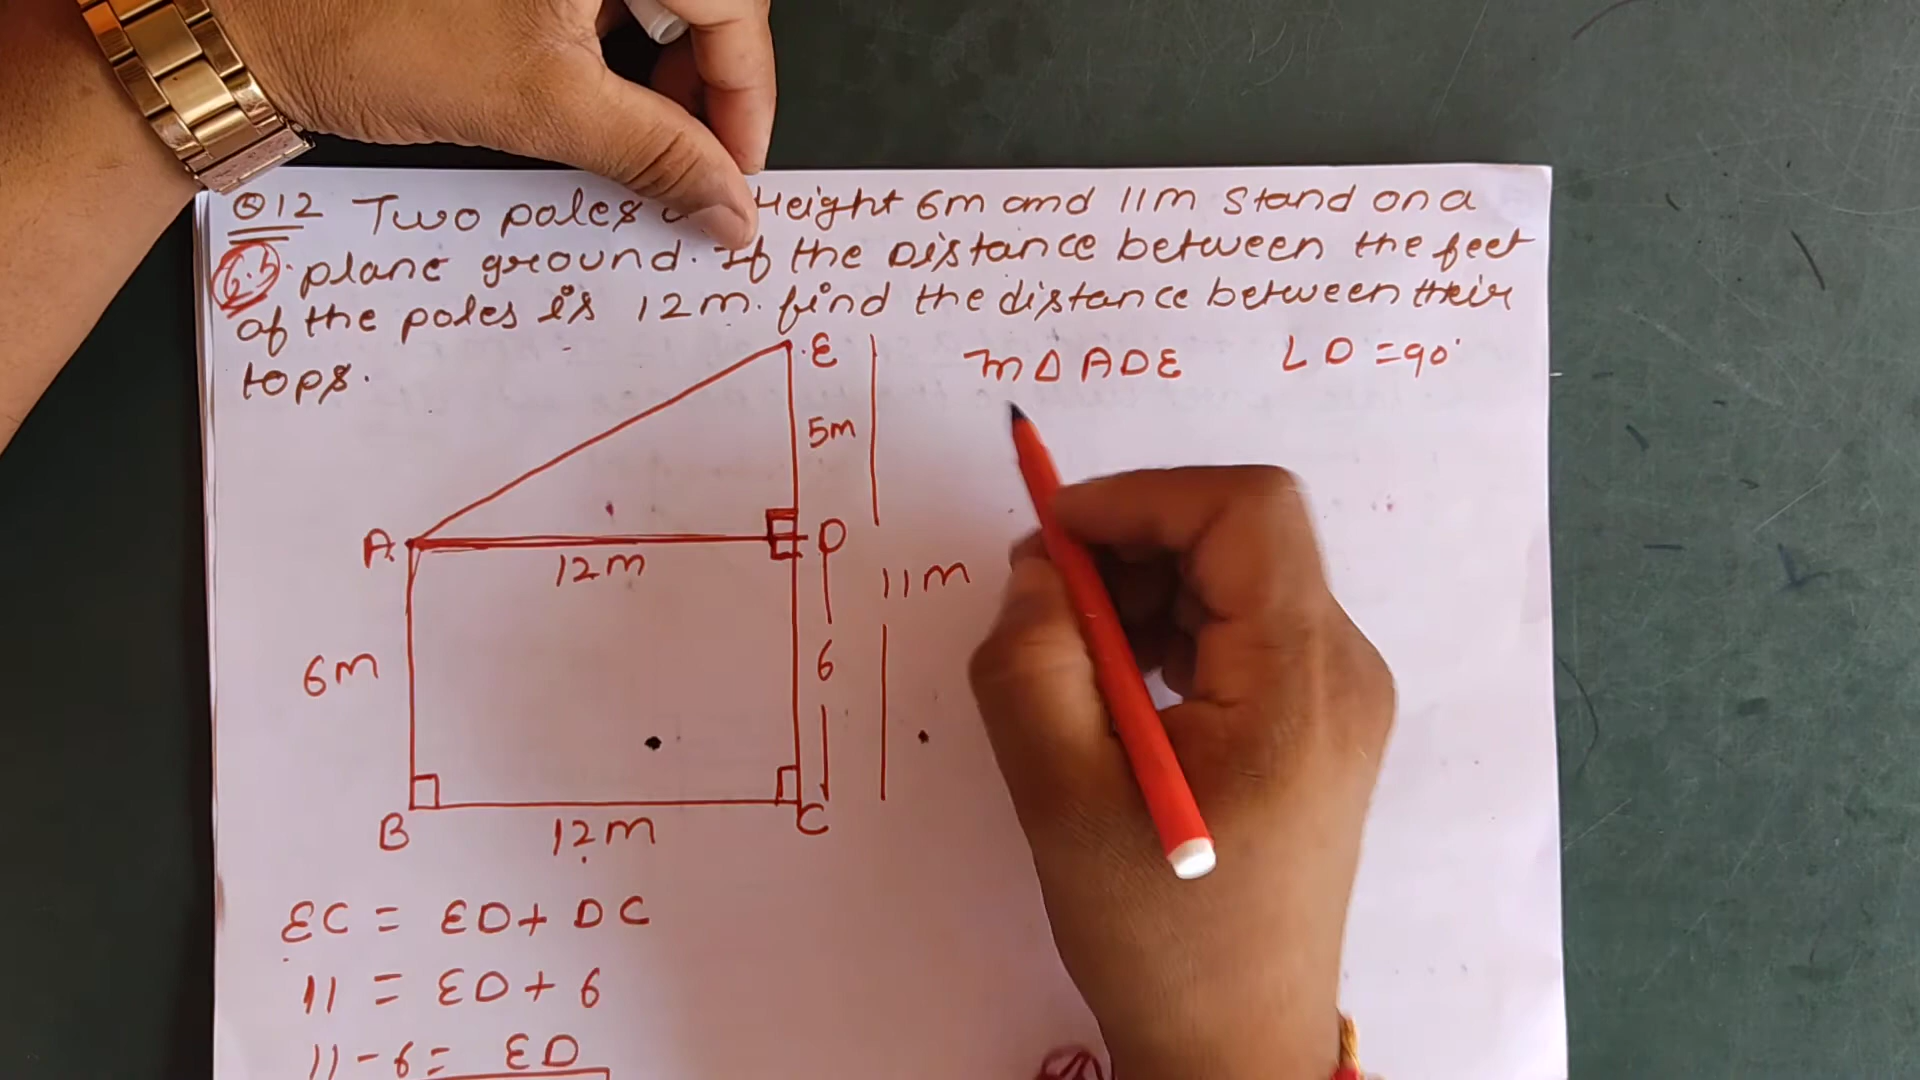 Q12 Two poles Height 6m and 11m stand on a
6.5 plane ground. If the Distance between the feet
of the poles is 12m. find the distance between their
tops.
E
5m
A
D
12m
11m
6m
6
B
12m
C
EC = ED + DC
11 = ED + 6
11 - 6 = ED
In Δ ADE ∠D = 90°